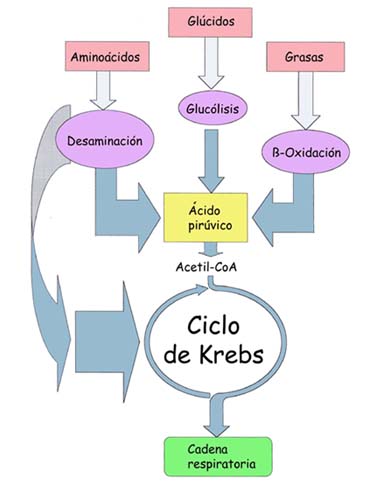 Glúcidos
Aminoácidos
Grasas
Glucólisis
Desaminación
ß-Oxidación
Ácido
pirúvico
Acetil-CoA
Ciclo
de Krebs
Cadena
respiratoria